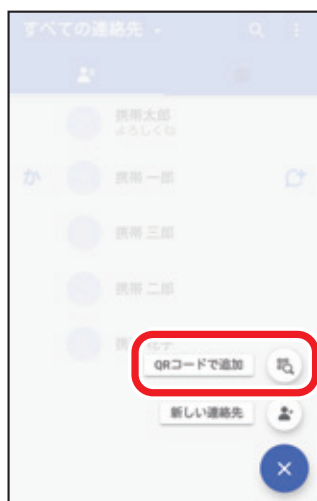 すべての連絡先
携帯太郎
よろしくね
か
携帯 一郎
携帯 三郎
携帯 二郎
QRコードで追加
新しい連絡先